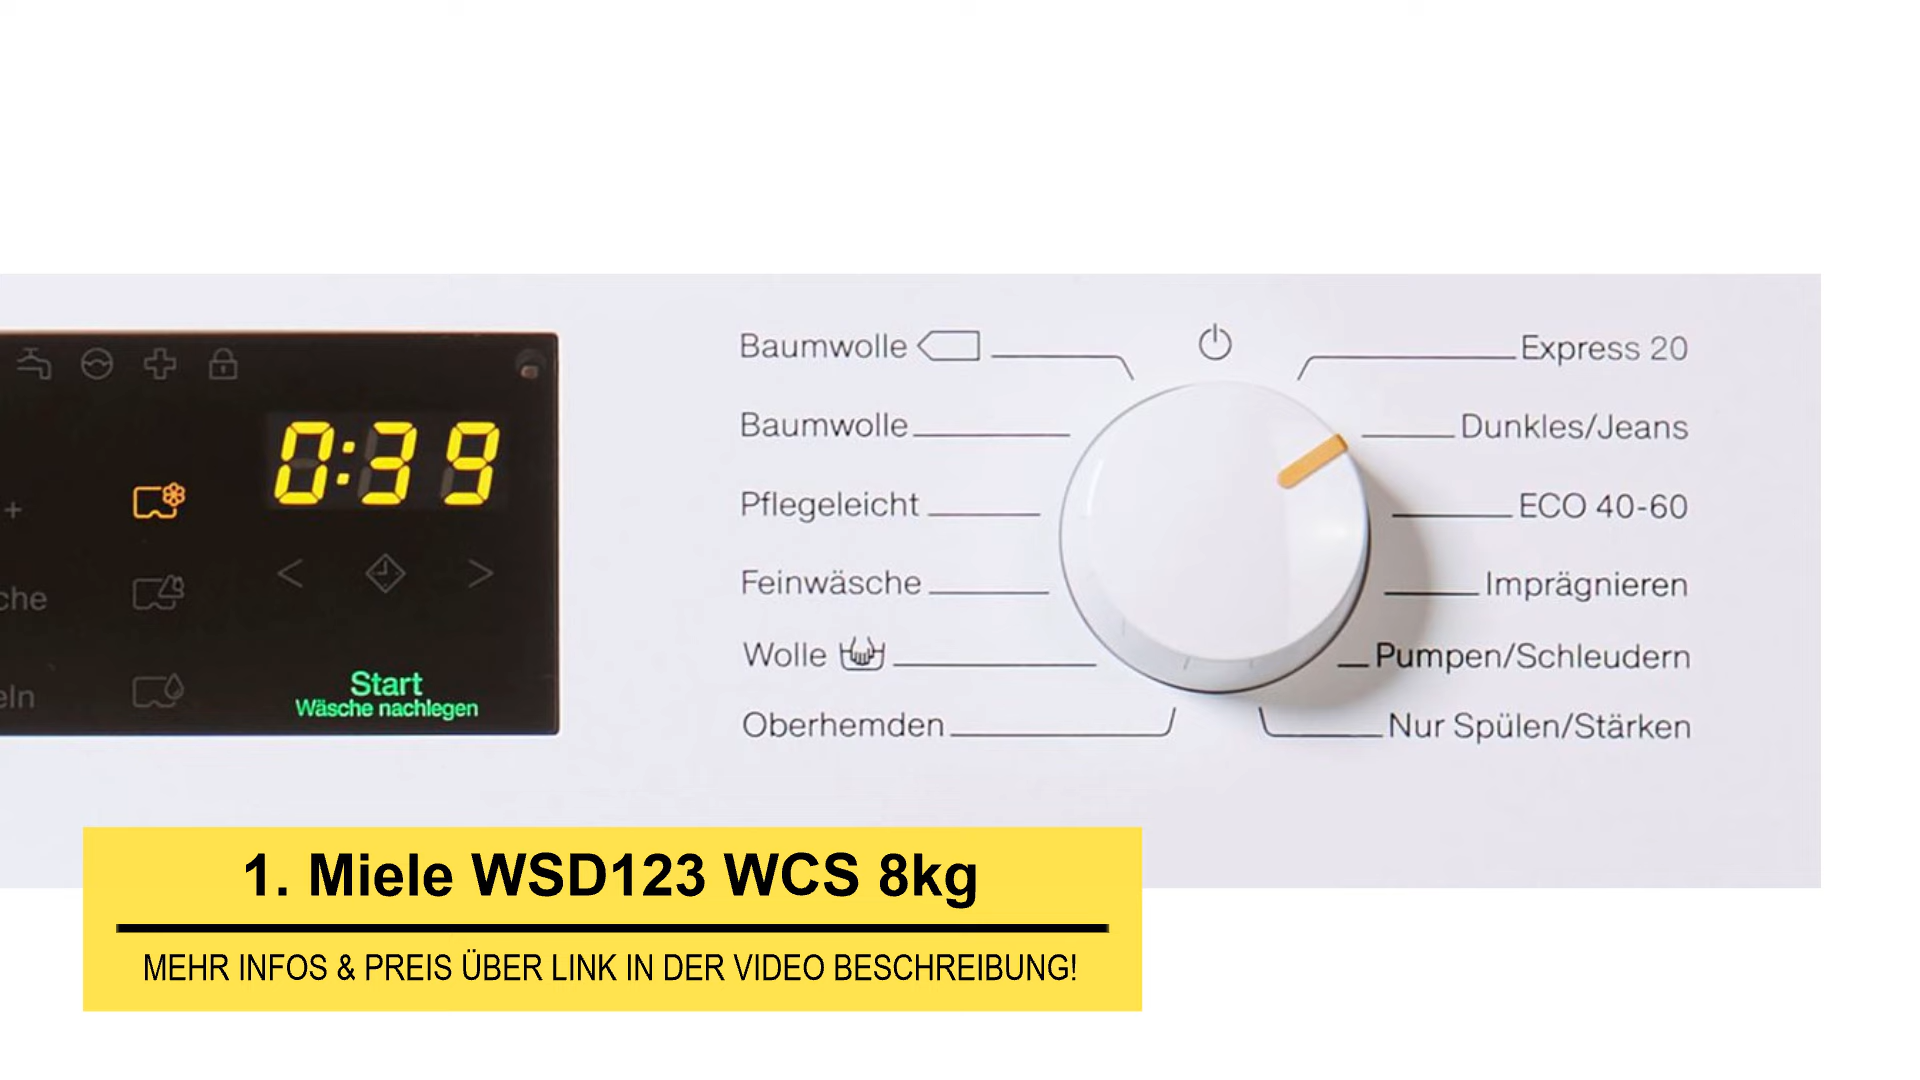 0:39
+
che
eln
Start
Wäsche nachlegen
Baumwolle
Baumwolle
Pflegeleicht
Feinwäsche
Wolle
Oberhemden
Express 20
Dunkles/Jeans
ECO 40-60
Imprägnieren
Pumpen/Schleudern
Nur Spülen/Stärken
1. Miele WSD123 WCS 8kg
MEHR INFOS & PREIS ÜBER LINK IN DER VIDEO BESCHREIBUNG!